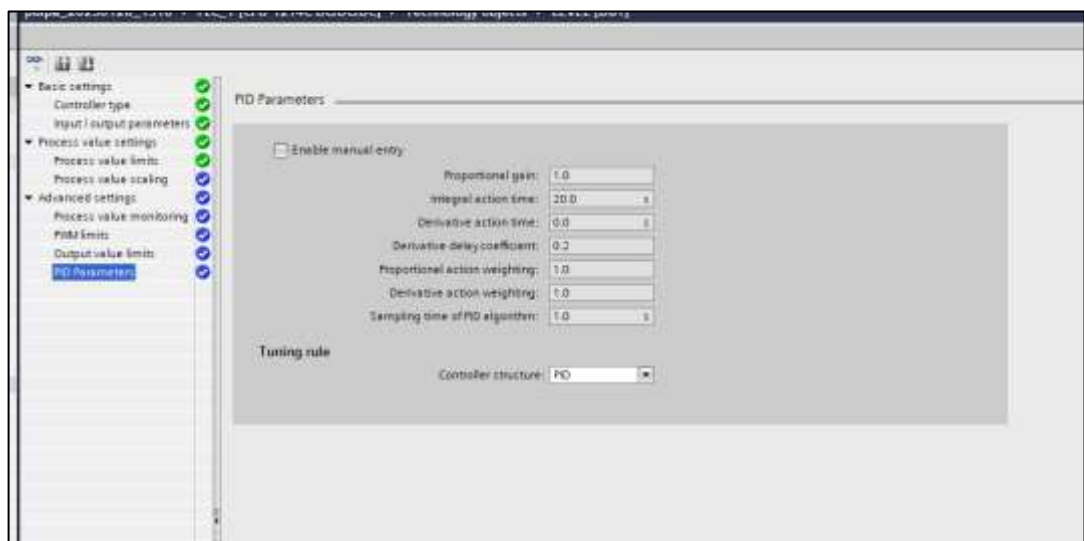 Basic settings
Controller type
Input / output parameters
Process value settings
Process value limits
Process value scaling
Advanced settings
Process value monitoring
PWM limits
Output value limits
PID Parameters
PID Parameters
Enable manual entry
Proportional gain: 1.0
Integral action time: 20.0 s
Derivative action time: 0.0 s
Derivative delay coefficient: 0.2
Proportional action weighting: 1.0
Derivative action weighting: 1.0
Sampling time of PID algorithm: 1.0 s
Tuning rule
Controller structure: PID